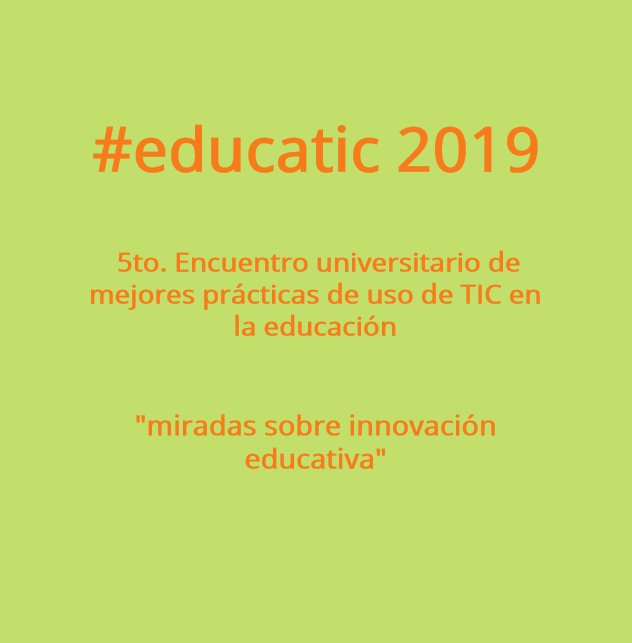 #educatic 2019
5to. Encuentro universitario de
mejores prácticas de uso de TIC en
la educación
"miradas sobre innovación
educativa"